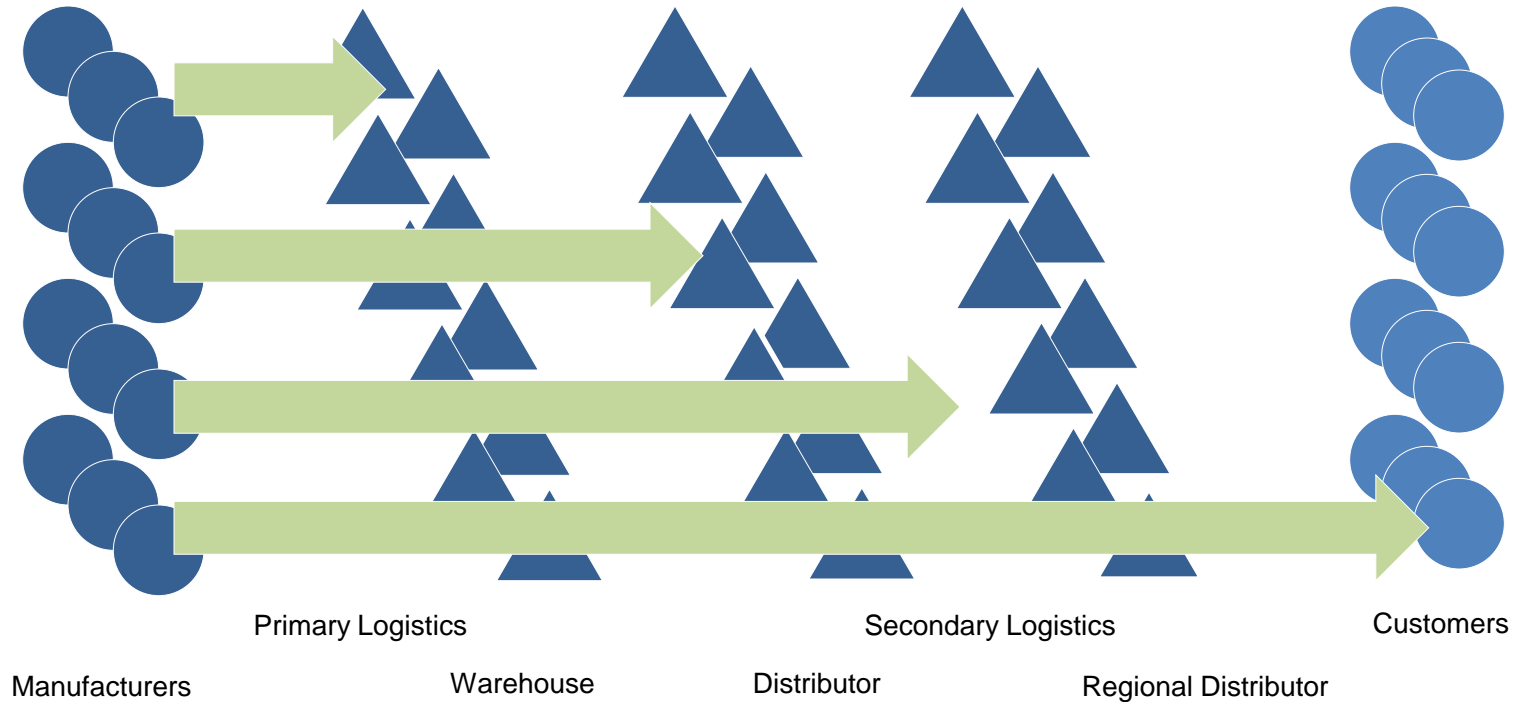 Primary Logistics Secondary Logistics Customers
Manufacturers Warehouse Distributor Regional Distributor